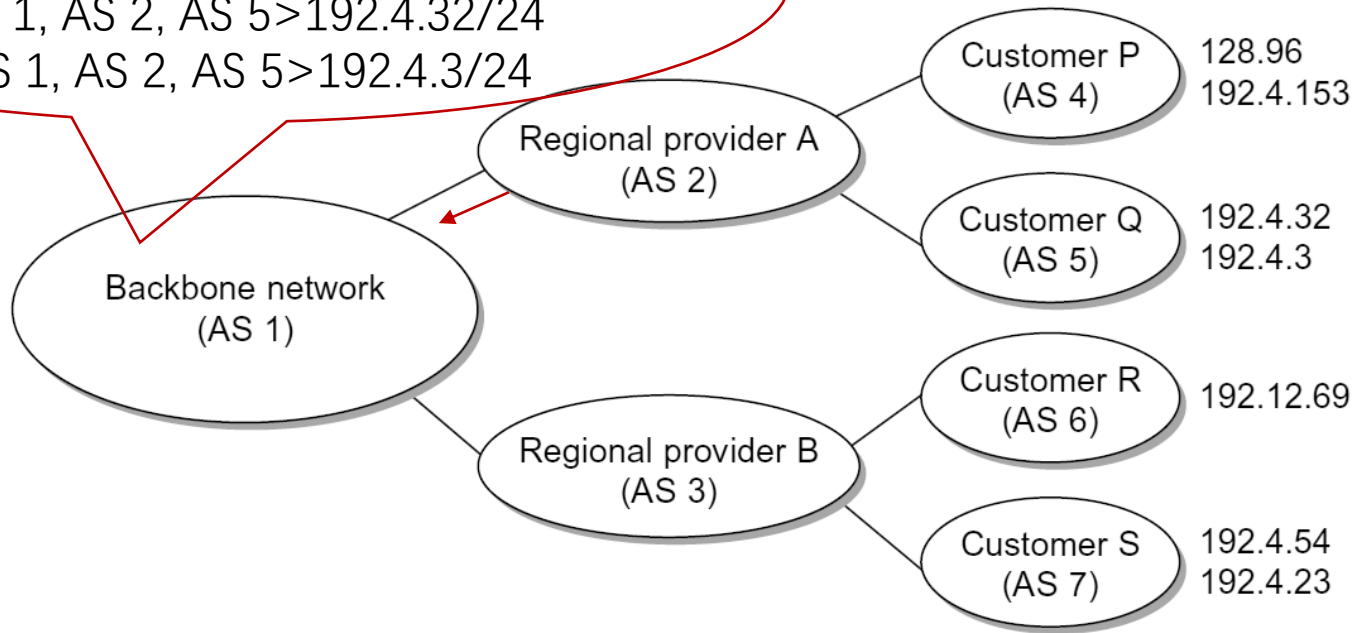 1, AS 2, AS 5>192.4.32/24
S 1, AS 2, AS 5>192.4.3/24
Customer P
(AS 4)
128.96
192.4.153
Regional provider A
(AS 2)
Customer Q
(AS 5)
192.4.32
192.4.3
Backbone network
(AS 1)
Customer R
(AS 6)
192.12.69
Regional provider B
(AS 3)
Customer S
(AS 7)
192.4.54
192.4.23